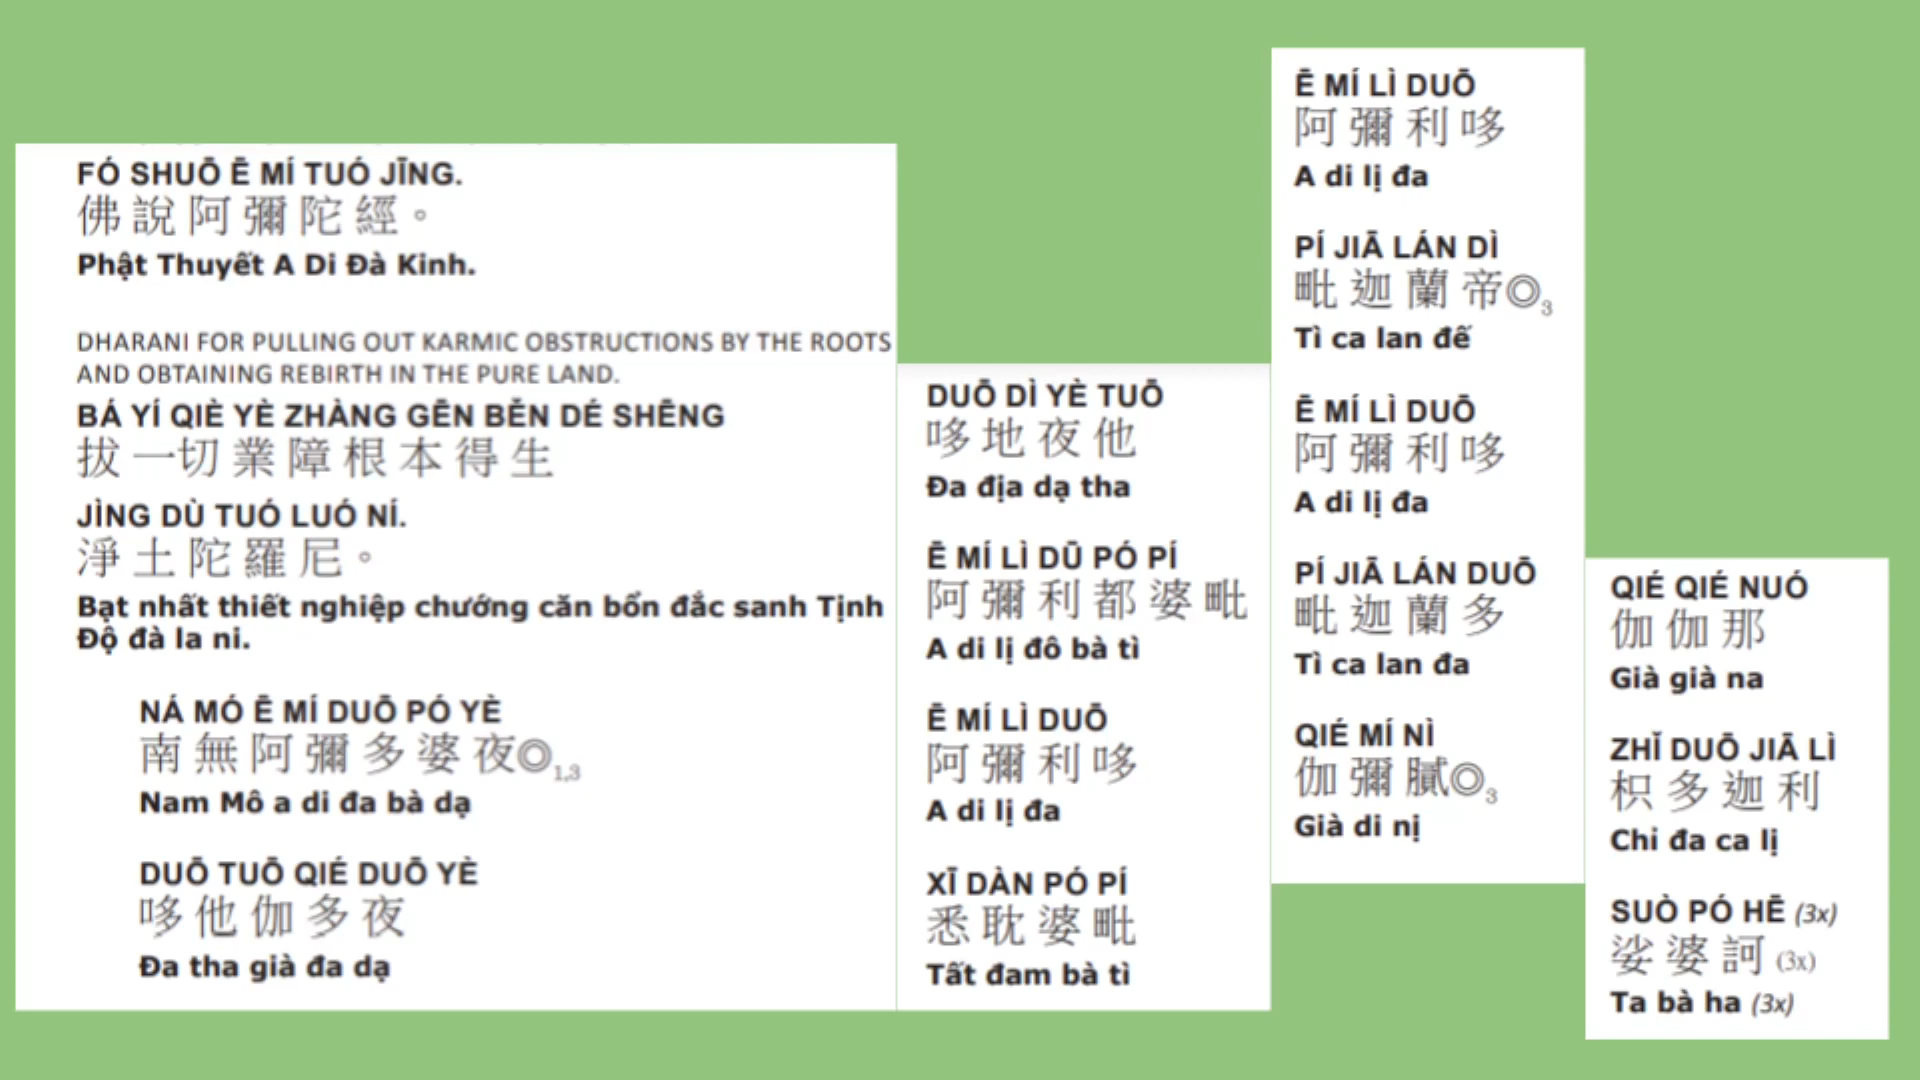 FÓ SHUŌ Ē MÍ TUÓ JĪNG.
佛說阿彌陀經。
Phật Thuyết A Di Đà Kinh.
DHARANI FOR PULLING OUT KARMIC OBSTRUCTIONS BY THE ROOTS
AND OBTAINING REBIRTH IN THE PURE LAND.
BÁ YÍ QIÈ YÈ ZHÀNG GĒN BĚN DÉ SHĒNG
拔一切業障根本得生
JÌNG DÙ TUÓ LUÓ NÍ.
淨土陀羅尼。
Bạt nhất thiết nghiệp chướng căn bổn đắc sanh Tịnh
Độ đà la ni.
NÁ MÓ Ē MÍ DUŌ PÓ YÈ
南無阿彌多婆夜◎1,3
Nam Mô a di đa bà dạ
DUŌ TUŌ QIÉ DUŌ YÈ
哆他伽多夜
Đa tha già đa dạ
DUŌ DÌ YÈ TUŌ
哆地夜他
Đa địa dạ tha
Ē MÍ LÌ DŪ PÓ PÍ
阿彌利都婆毗
A di lị đô bà tì
Ē MÍ LÌ DUŌ
阿彌利哆
A di lị đa
XĪ DÀN PÓ PÍ
悉耽婆毗
Tất đam bà tì
Ē MÍ LÌ DUŌ
阿彌利哆
A di lị đa
PÍ JIĀ LÁN DÌ
毗迦蘭帝◎3
Tì ca lan đế
Ē MÍ LÌ DUŌ
阿彌利哆
A di lị đa
PÍ JIĀ LÁN DUŌ
毗迦蘭多
Tì ca lan đa
QIÉ MÍ NÌ
伽彌膩◎3
Già di nị
QIÉ QIÉ NUÓ
伽伽那
Già già na
ZHǏ DUŌ JIĀ LÌ
枳多迦利
Chỉ đa ca lị
SUÒ PÓ HĒ (3x)
娑婆訶 (3x)
Ta bà ha (3x)